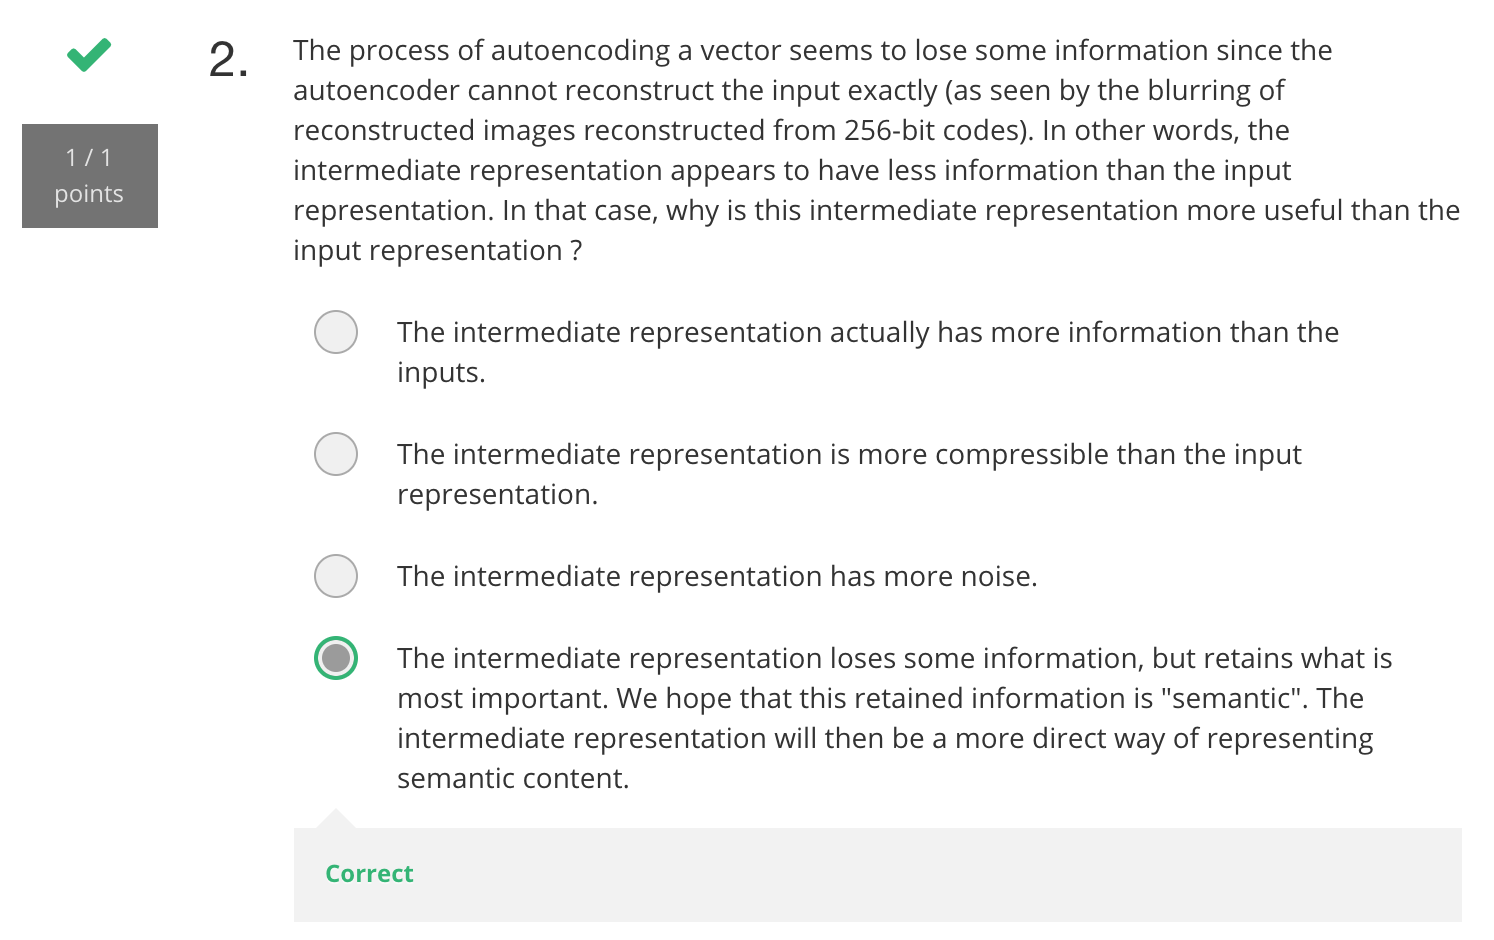 1 / 1
points
2.
The process of autoencoding a vector seems to lose some information since the
autoencoder cannot reconstruct the input exactly (as seen by the blurring of
reconstructed images reconstructed from 256-bit codes). In other words, the
intermediate representation appears to have less information than the input
representation. In that case, why is this intermediate representation more useful than the
input representation ?
The intermediate representation actually has more information than the
inputs.
The intermediate representation is more compressible than the input
representation.
The intermediate representation has more noise.
The intermediate representation loses some information, but retains what is
most important. We hope that this retained information is "semantic". The
intermediate representation will then be a more direct way of representing
semantic content.
Correct